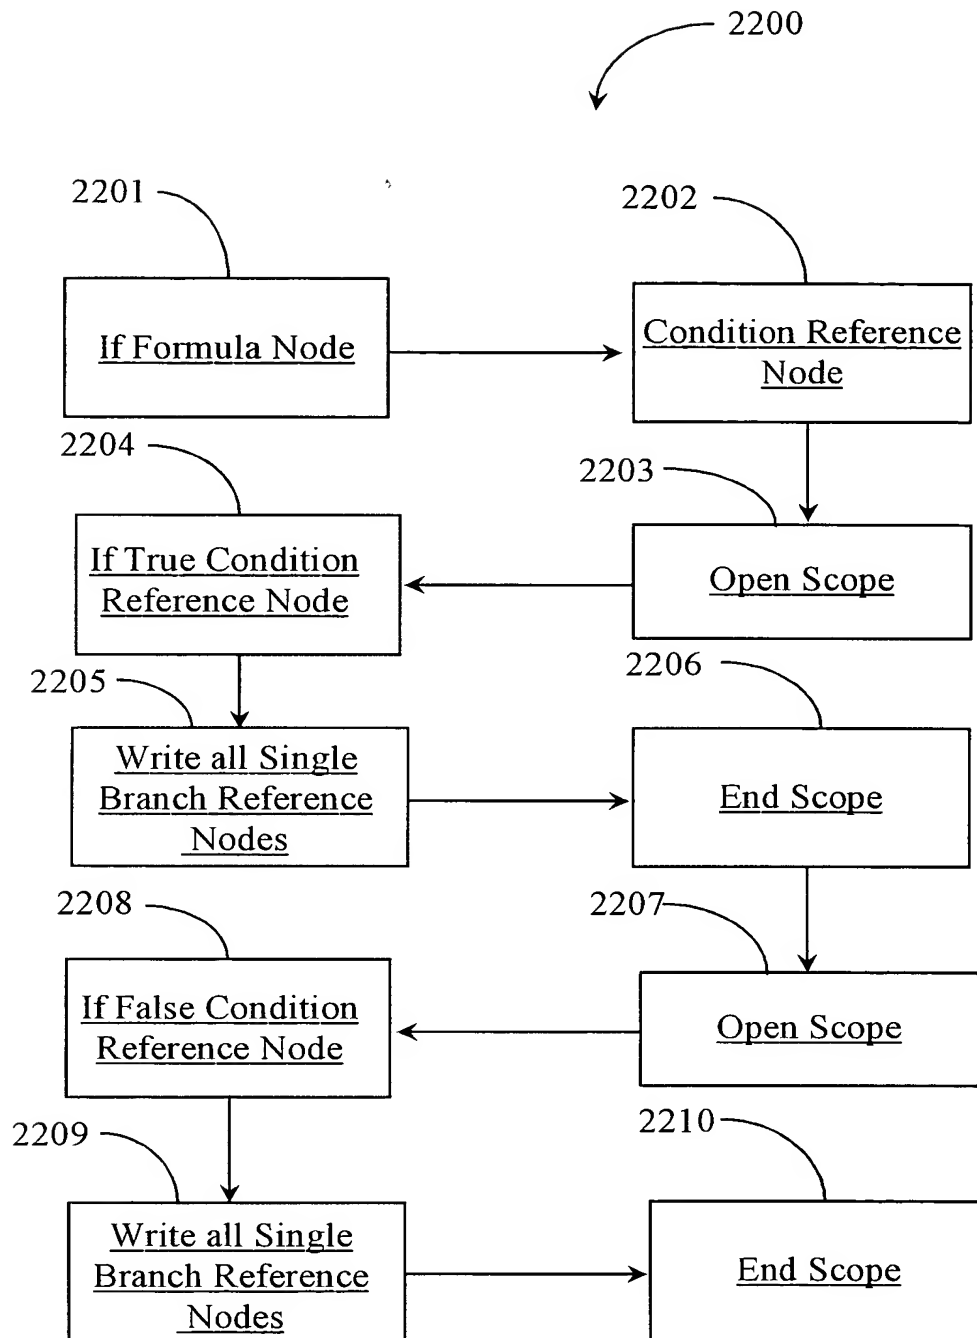 2200
2201
2202
If Formula Node
Condition Reference
Node
2204
2203
If True Condition
Reference Node
Open Scope
2205
2206
Write all Single
Branch Reference
Nodes
End Scope
2208
2207
If False Condition
Reference Node
Open Scope
2209
2210
Write all Single
Branch Reference
Nodes
End Scope